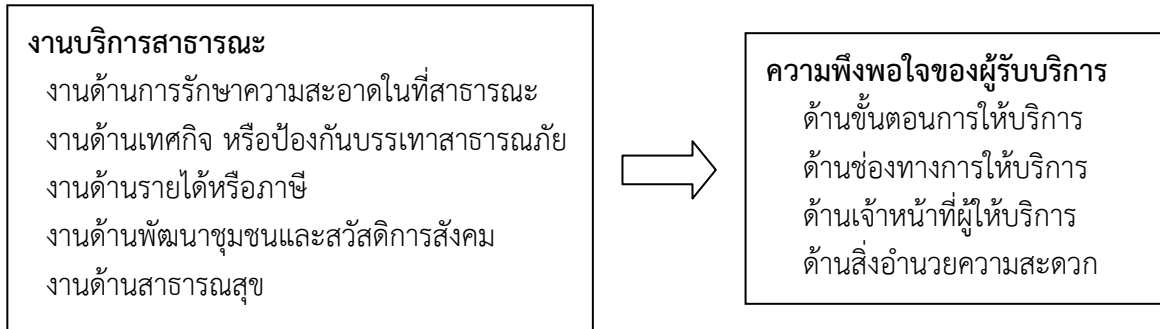 งานบริการสาธารณะ
งานด้านการรักษาความสะอาดในที่สาธารณะ
งานด้านเทศกิจ หรือป้องกันบรรเทาสาธารณภัย
งานด้านรายได้หรือภาษี
งานด้านพัฒนาชุมชนและสวัสดิการสังคม
งานด้านสาธารณสุข
ความพึงพอใจของผู้รับบริการ
ด้านขั้นตอนการให้บริการ
ด้านช่องทางการให้บริการ
ด้านเจ้าหน้าที่ผู้ให้บริการ
ด้านสิ่งอำนวยความสะดวก